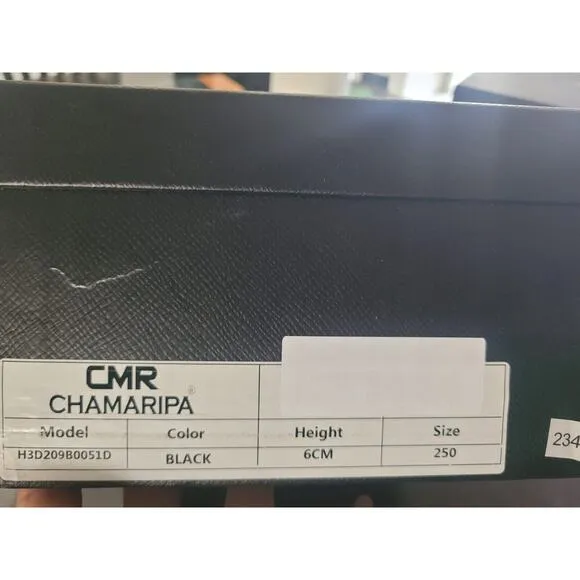 CMR
CHAMARIPA®
Model Color Height Size
H3D209B0051D BLACK 6CM 250
234